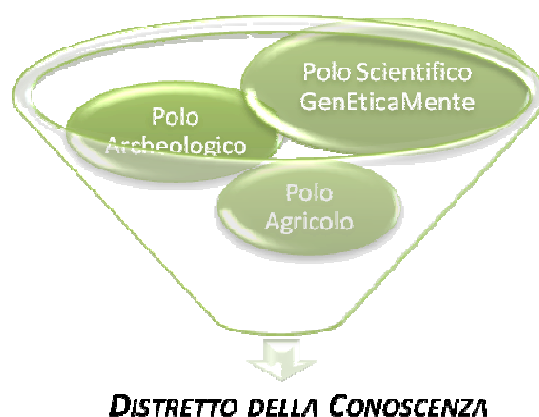 Polo Scientifico
GenEticaMente
Polo
Archeologico
Polo
Agricolo
DISTRETTO DELLA CONOSCENZA